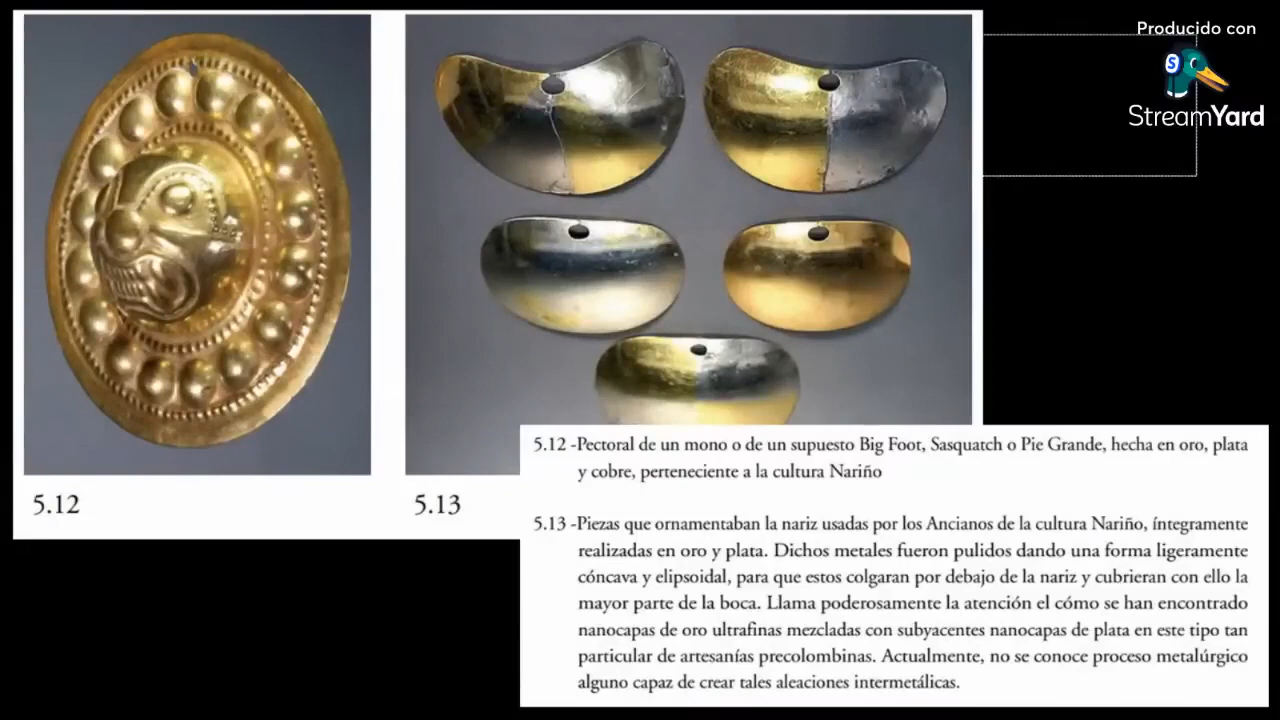 Producido con
S
StreamYard
5.12
5.13
5.12 -Pectoral de un mono o de un supuesto Big Foot, Sasquatch o Pie Grande, hecha en oro, plata
y cobre, perteneciente a la cultura Nariño
5.13 -Piezas que ornamentaban la nariz usadas por los Ancianos de la cultura Nariño, íntegramente
realizadas en oro y plata. Dichos metales fueron pulidos dando una forma ligeramente
cóncava y elipsoidal, para que estos colgaran por debajo de la nariz y cubrieran con ello la
mayor parte de la boca. Llama poderosamente la atención el cómo se han encontrado
nanocapas de oro ultrafinas mezcladas con subyacentes nanocapas de plata en este tipo tan
particular de artesanías precolombinas. Actualmente, no se conoce proceso metalúrgico
alguno capaz de crear tales aleaciones intermetálicas.